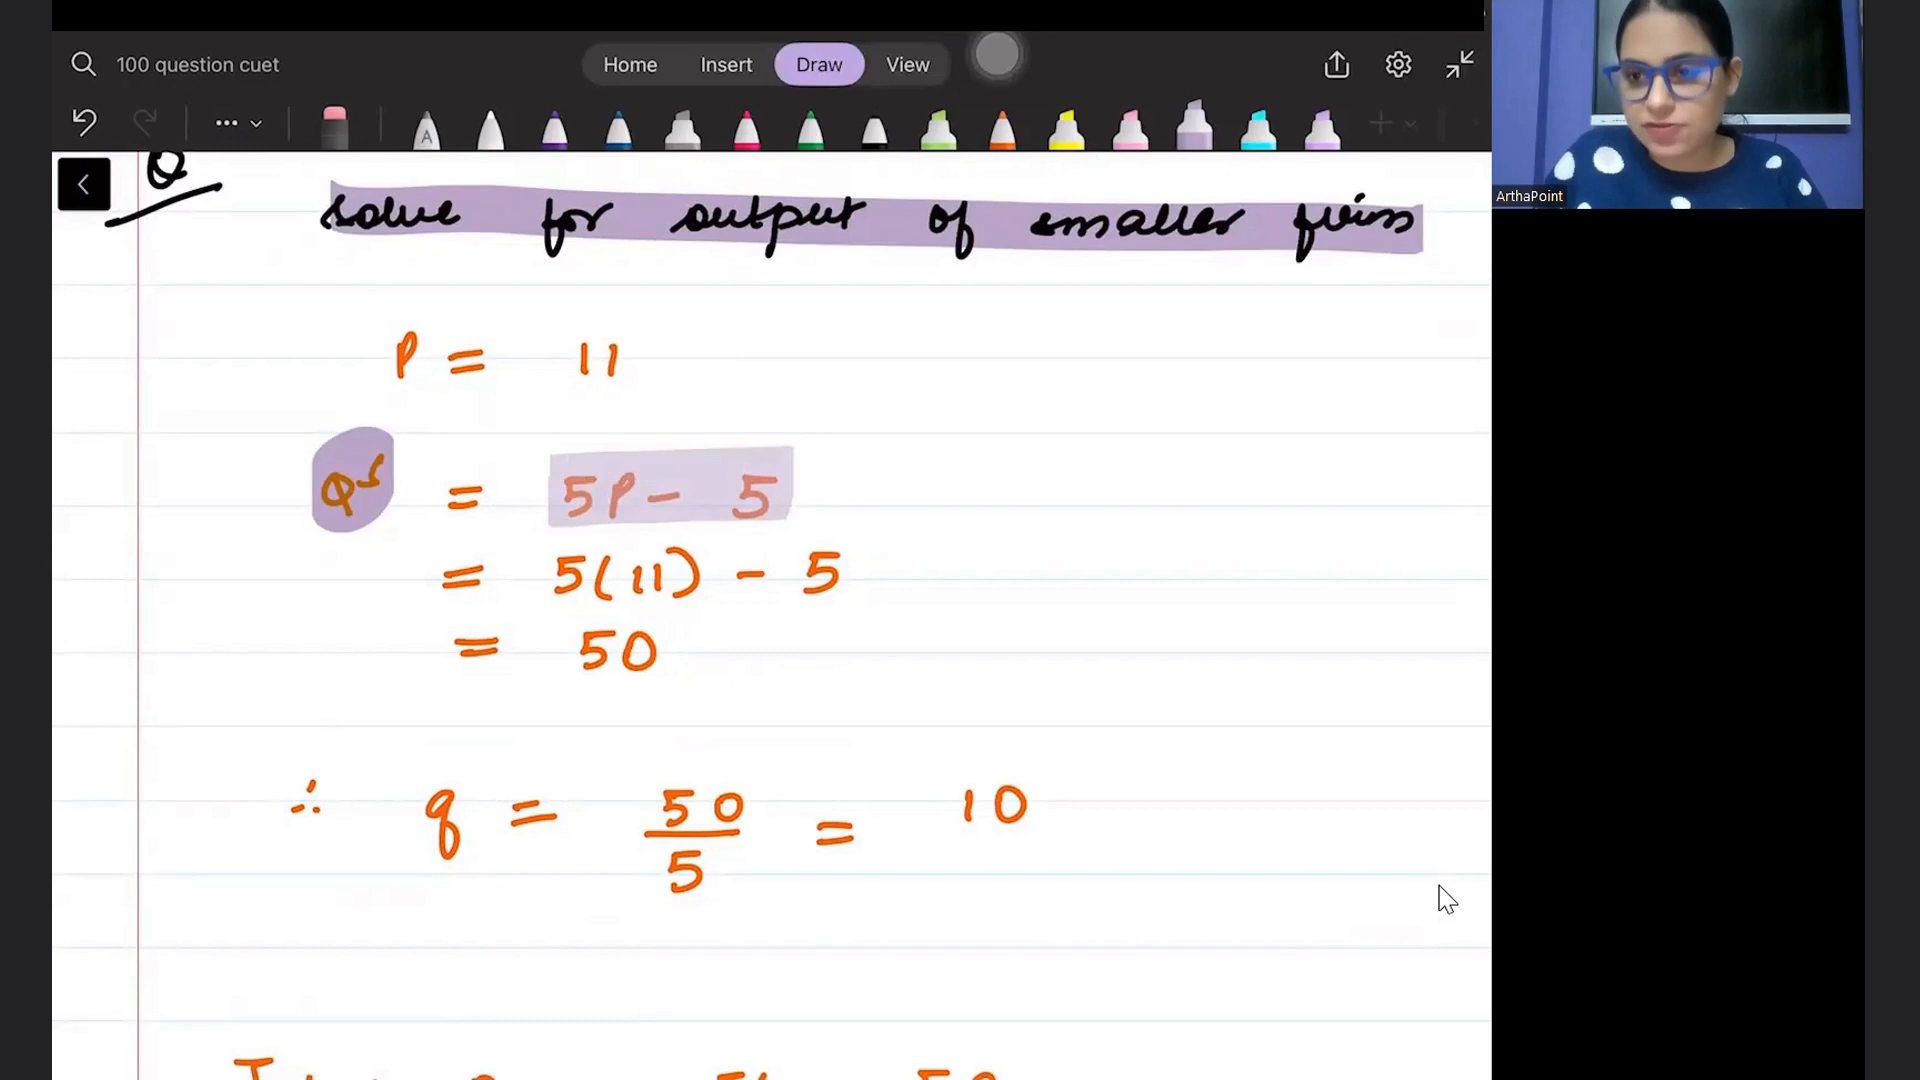 100 question cuet
Home Insert Draw View
A
ArthaPoint
Q
solve for output of smaller firms
P = 11
Qs = 5P - 5
= 5(11) - 5
= 50
∴ q = 50/5 = 10